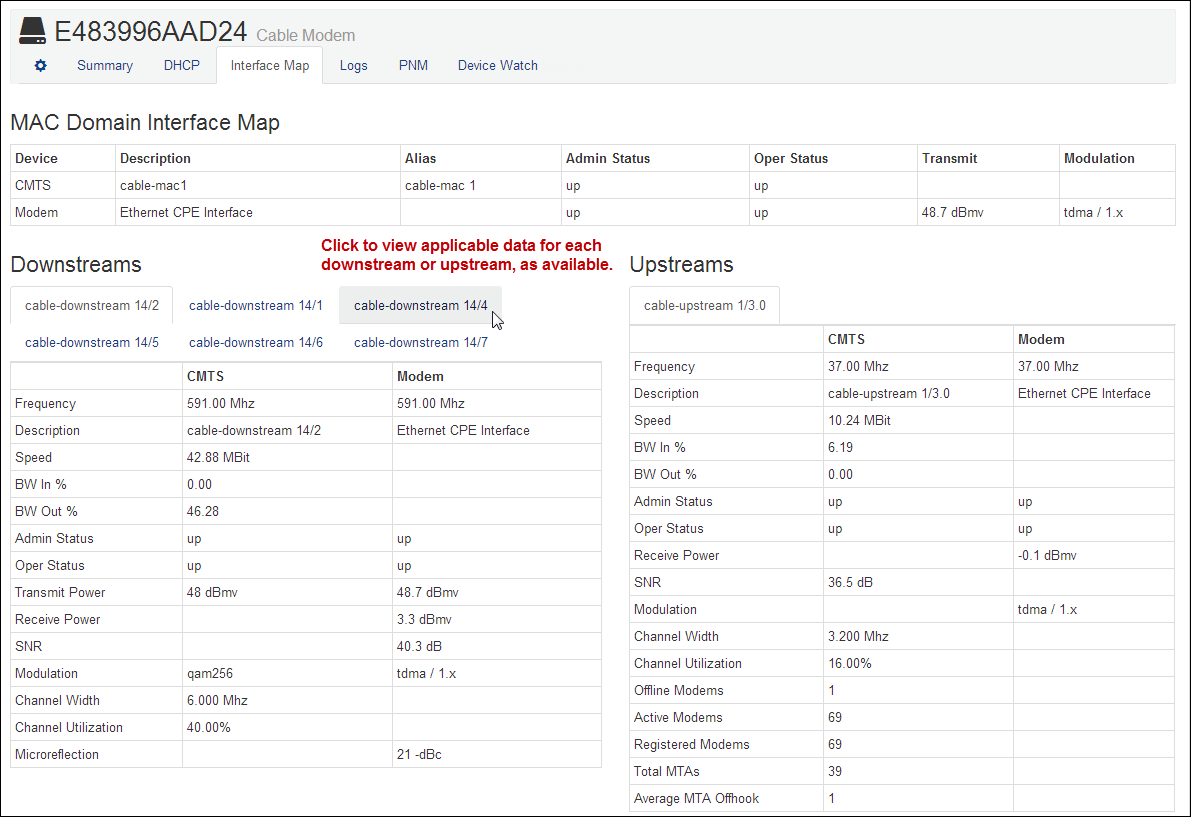 E483996AAD24 Cable Modem
Summary DHCP Interface Map Logs PNM Device Watch
MAC Domain Interface Map
Device Description Alias Admin Status Oper Status Transmit Modulation
CMTS cable-mac1 cable-mac 1 up up
Modem Ethernet CPE Interface up up 48.7 dBmv tdma / 1.x
Click to view applicable data for each
downstream or upstream, as available.
Downstreams
cable-downstream 14/2 cable-downstream 14/1 cable-downstream 14/4
cable-downstream 14/5 cable-downstream 14/6 cable-downstream 14/7
CMTS Modem
Frequency 591.00 Mhz 591.00 Mhz
Description cable-downstream 14/2 Ethernet CPE Interface
Speed 42.88 MBit
BW In % 0.00
BW Out % 46.28
Admin Status up up
Oper Status up up
Transmit Power 48 dBmv 48.7 dBmv
Receive Power 3.3 dBmv
SNR 40.3 dB
Modulation qam256 tdma / 1.x
Channel Width 6.000 Mhz
Channel Utilization 40.00%
Microreflection 21 -dBc
Upstreams
cable-upstream 1/3.0
CMTS Modem
Frequency 37.00 Mhz 37.00 Mhz
Description cable-upstream 1/3.0 Ethernet CPE Interface
Speed 10.24 MBit
BW In % 6.19
BW Out % 0.00
Admin Status up up
Oper Status up up
Receive Power -0.1 dBmv
SNR 36.5 dB
Modulation tdma / 1.x
Channel Width 3.200 Mhz
Channel Utilization 16.00%
Offline Modems 1
Active Modems 69
Registered Modems 69
Total MTAs 39
Average MTA Offhook 1